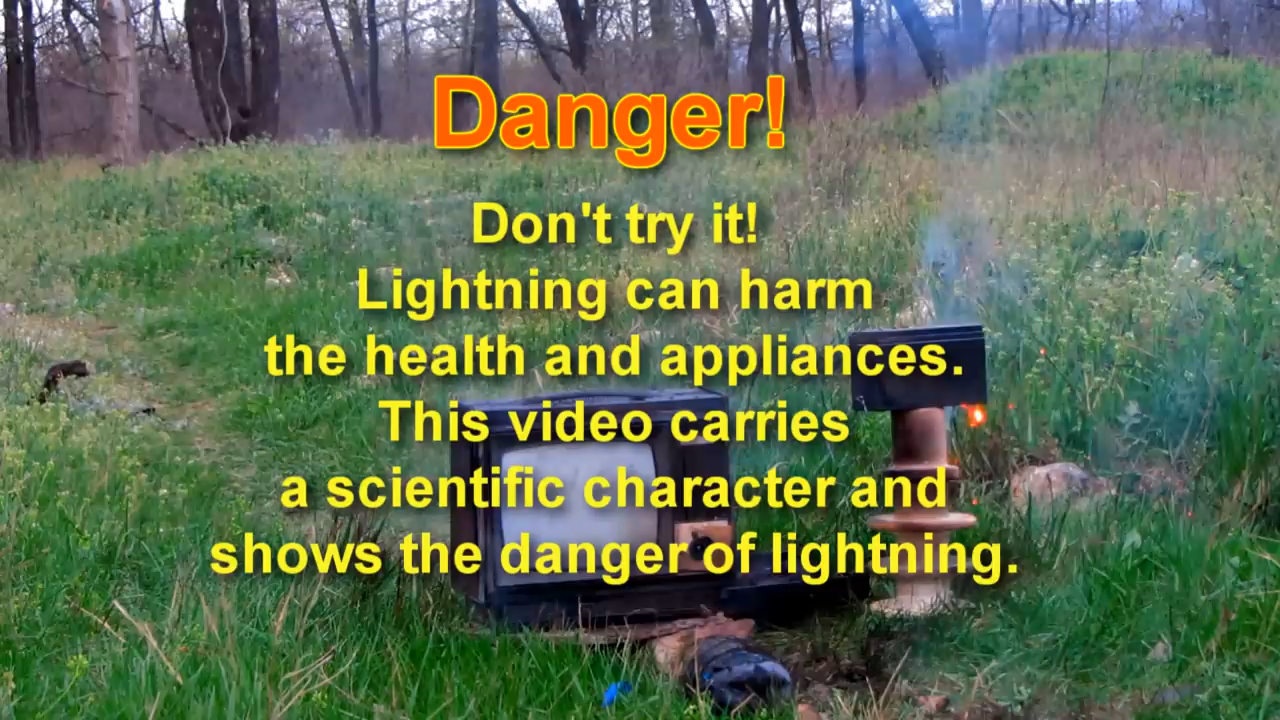 Danger!
Don't try it!
Lightning can harm
the health and appliances.
This video carries
a scientific character and
shows the danger of lightning.